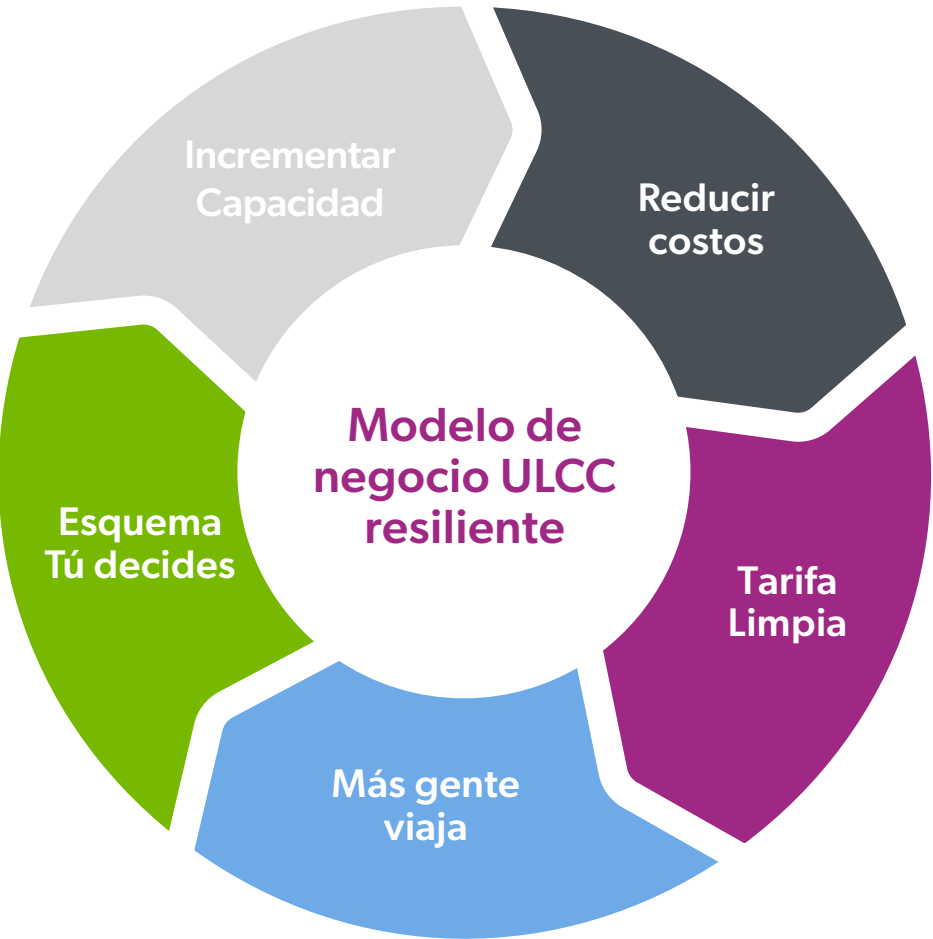 Incrementar
Capacidad
Reducir
costos
Modelo de
negocio ULCC
resiliente
Esquema
Tú decides
Tarifa
Limpia
Más gente
viaja